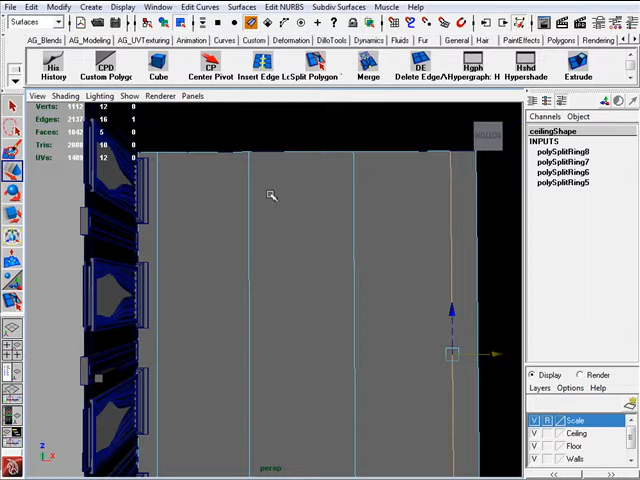 File Edit Modify Create Display Window Edit Curves Surfaces Edit NURBS Subdiv Surfaces Muscle Help
Surfaces
AG_Blends AG_Modeling AG_UVTexturing Animation Curves Custom Deformation DilloTools Dynamics Fluids Fur General Hair PaintEffects Polygons Rendering
His CPD CP DE Hgph Hshd
History Custom Polygo Cube Center Pivot Insert Edge Lo Split Polygon Merge Delete Edge/ Hypergraph: H Hypershade Extrude
View Shading Lighting Show Renderer Panels
Verts: 1112 12 0
Edges: 2137 16 1
Faces: 1042 5 0
Tris: 2088 10 0
UVs: 1409 12 0
BOTTOM
Channels Object
ceilingShape
INPUTS
polySplitRing8
polySplitRing7
polySplitRing6
polySplitRing5
Display Render
Layers Options Help
V R Scale
V Ceiling
V Floor
V Walls
z
x
persp